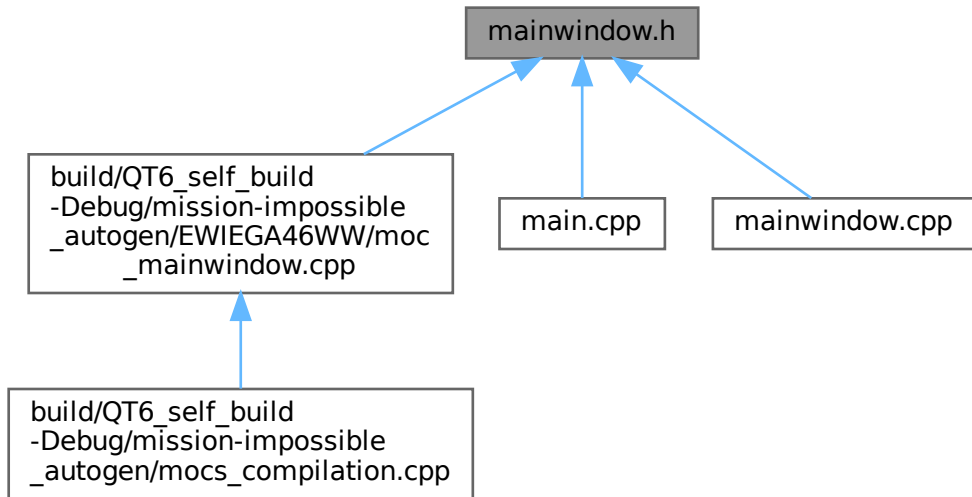 mainwindow.h
build/QT6_self_build
-Debug/mission-impossible
_autogen/EWIEGA46WW/moc
_mainwindow.cpp
main.cpp
mainwindow.cpp
build/QT6_self_build
-Debug/mission-impossible
_autogen/mocs_compilation.cpp